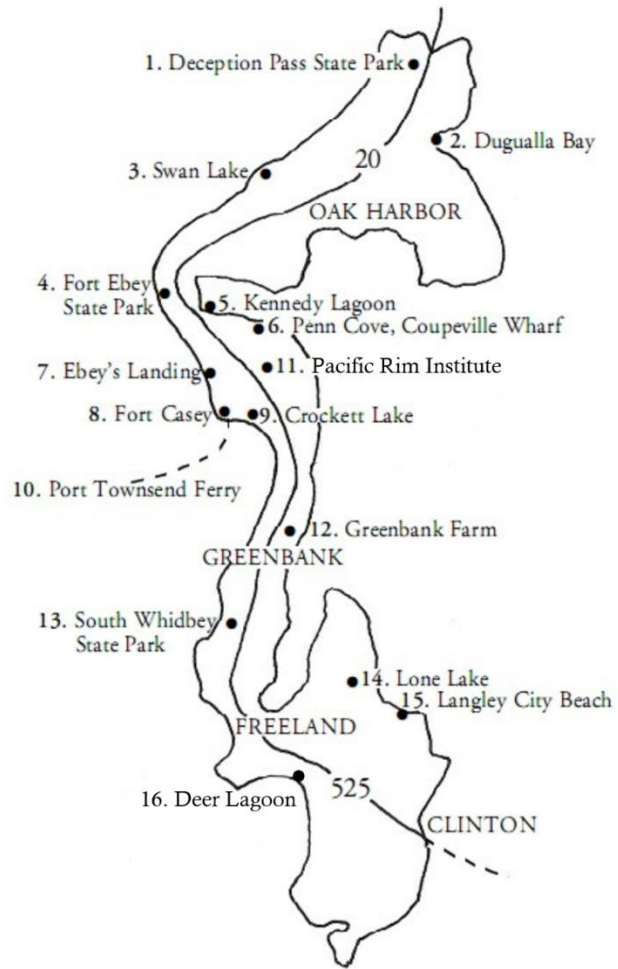 1. Deception Pass State Park
2. Dugualla Bay
20
3. Swan Lake
OAK HARBOR
4. Fort Ebey
State Park
5. Kennedy Lagoon
6. Penn Cove, Coupeville Wharf
11. Pacific Rim Institute
7. Ebey's Landing
8. Fort Casey
9. Crockett Lake
10. Port Townsend Ferry
12. Greenbank Farm
GREENBANK
13. South Whidbey
State Park
14. Lone Lake
15. Langley City Beach
FREELAND
525
16. Deer Lagoon
CLINTON